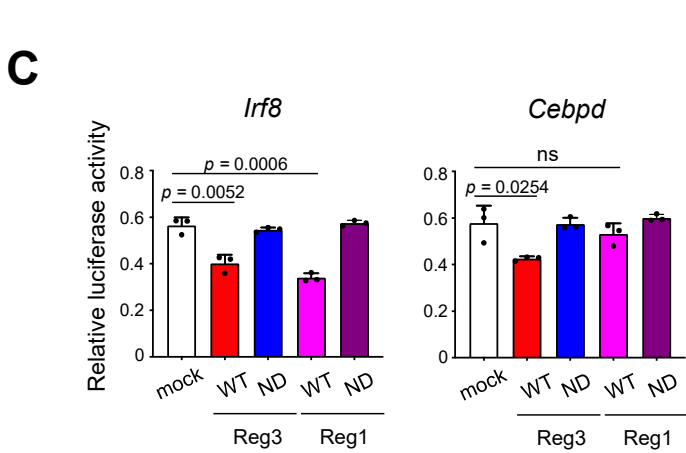 C
Irf8
Relative luciferase activity
p = 0.0006
p = 0.0052
0.8
0.6
0.4
0.2
0
mock
WT
ND
WT
ND
Reg3
Reg1
Cebpd
ns
p = 0.0254
0.8
0.6
0.4
0.2
0
mock
WT
ND
WT
ND
Reg3
Reg1